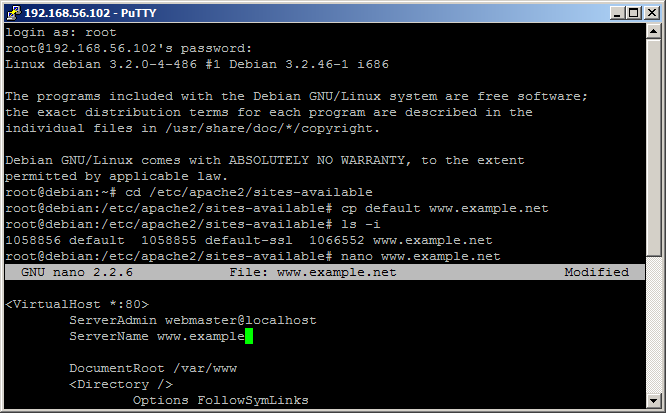 192.168.56.102 - PuTTY
login as: root
root@192.168.56.102's password:
Linux debian 3.2.0-4-486 #1 Debian 3.2.46-1 i686

The programs included with the Debian GNU/Linux system are free software;
the exact distribution terms for each program are described in the
individual files in /usr/share/doc/*/copyright.

Debian GNU/Linux comes with ABSOLUTELY NO WARRANTY, to the extent
permitted by applicable law.
root@debian:~# cd /etc/apache2/sites-available
root@debian:/etc/apache2/sites-available# cp default www.example.net
root@debian:/etc/apache2/sites-available# ls -i
1058856 default  1058855 default-ssl  1066552 www.example.net
root@debian:/etc/apache2/sites-available# nano www.example.net
  GNU nano 2.2.6            File: www.example.net                     Modified

<VirtualHost *:80>
        ServerAdmin webmaster@localhost
        ServerName www.example

        DocumentRoot /var/www
        <Directory />
                Options FollowSymLinks